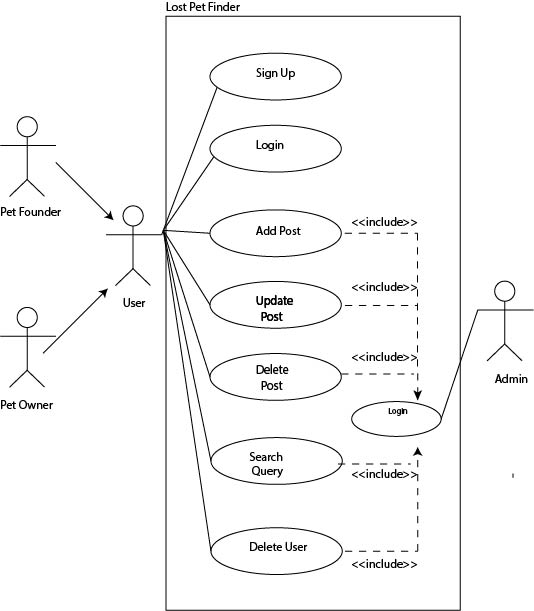 Lost Pet Finder
Sign Up
Login
Pet Founder
Add Post
<<include>>
User
Update
Post
<<include>>
Delete
Post
<<include>>
Admin
Pet Owner
Login
Search
Query
<<include>>
Delete User
<<include>>